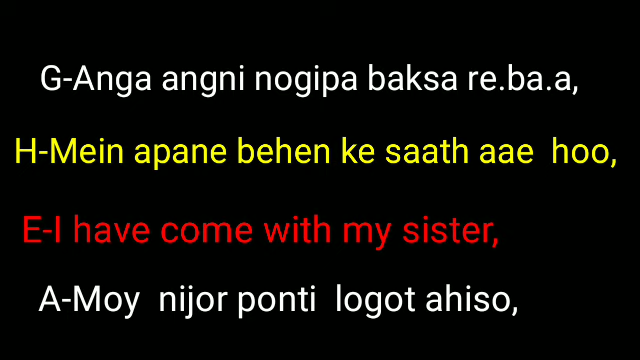 G-Anga angni nogipa baksa re.ba.a,
H-Mein apane behen ke saath aae hoo,
E-I have come with my sister,
A-Moy nijor ponti logot ahiso,